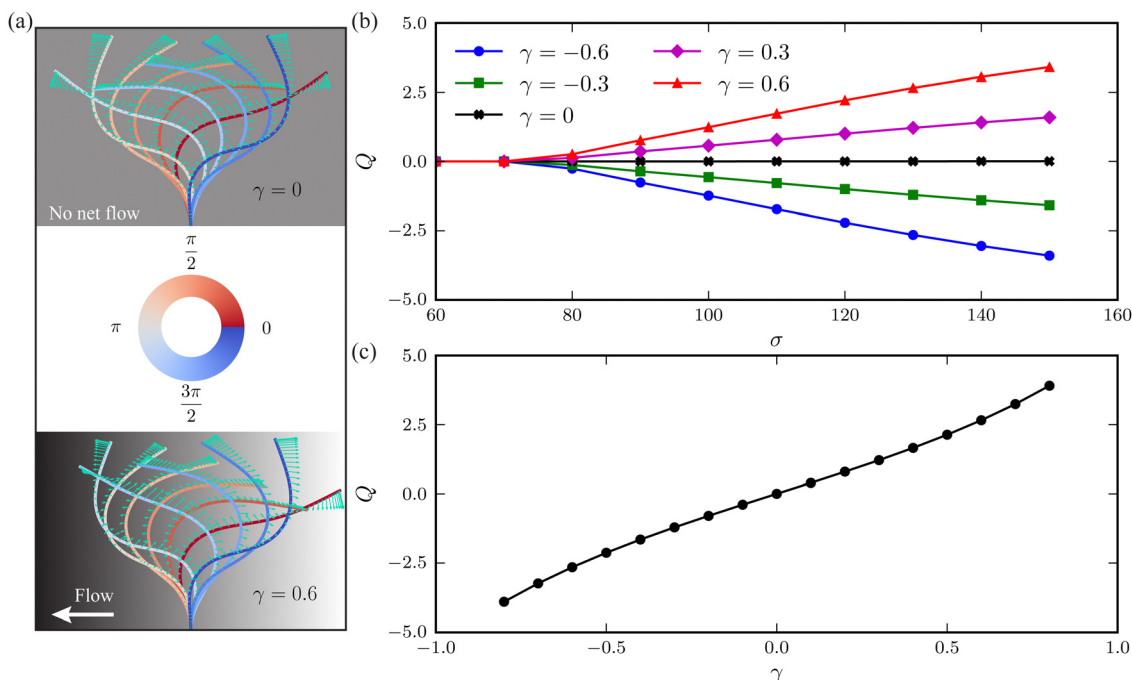 (a)
γ = 0
No net flow
π/2
π
0
3π/2
Flow
γ = 0.6
(b)
5.0
2.5
0.0
−2.5
−5.0
Q
γ = −0.6
γ = −0.3
γ = 0
γ = 0.3
γ = 0.6
60 80 100 120 140 160
σ
(c)
5.0
2.5
0.0
−2.5
−5.0
Q
−1.0 −0.5 0.0 0.5 1.0
γ